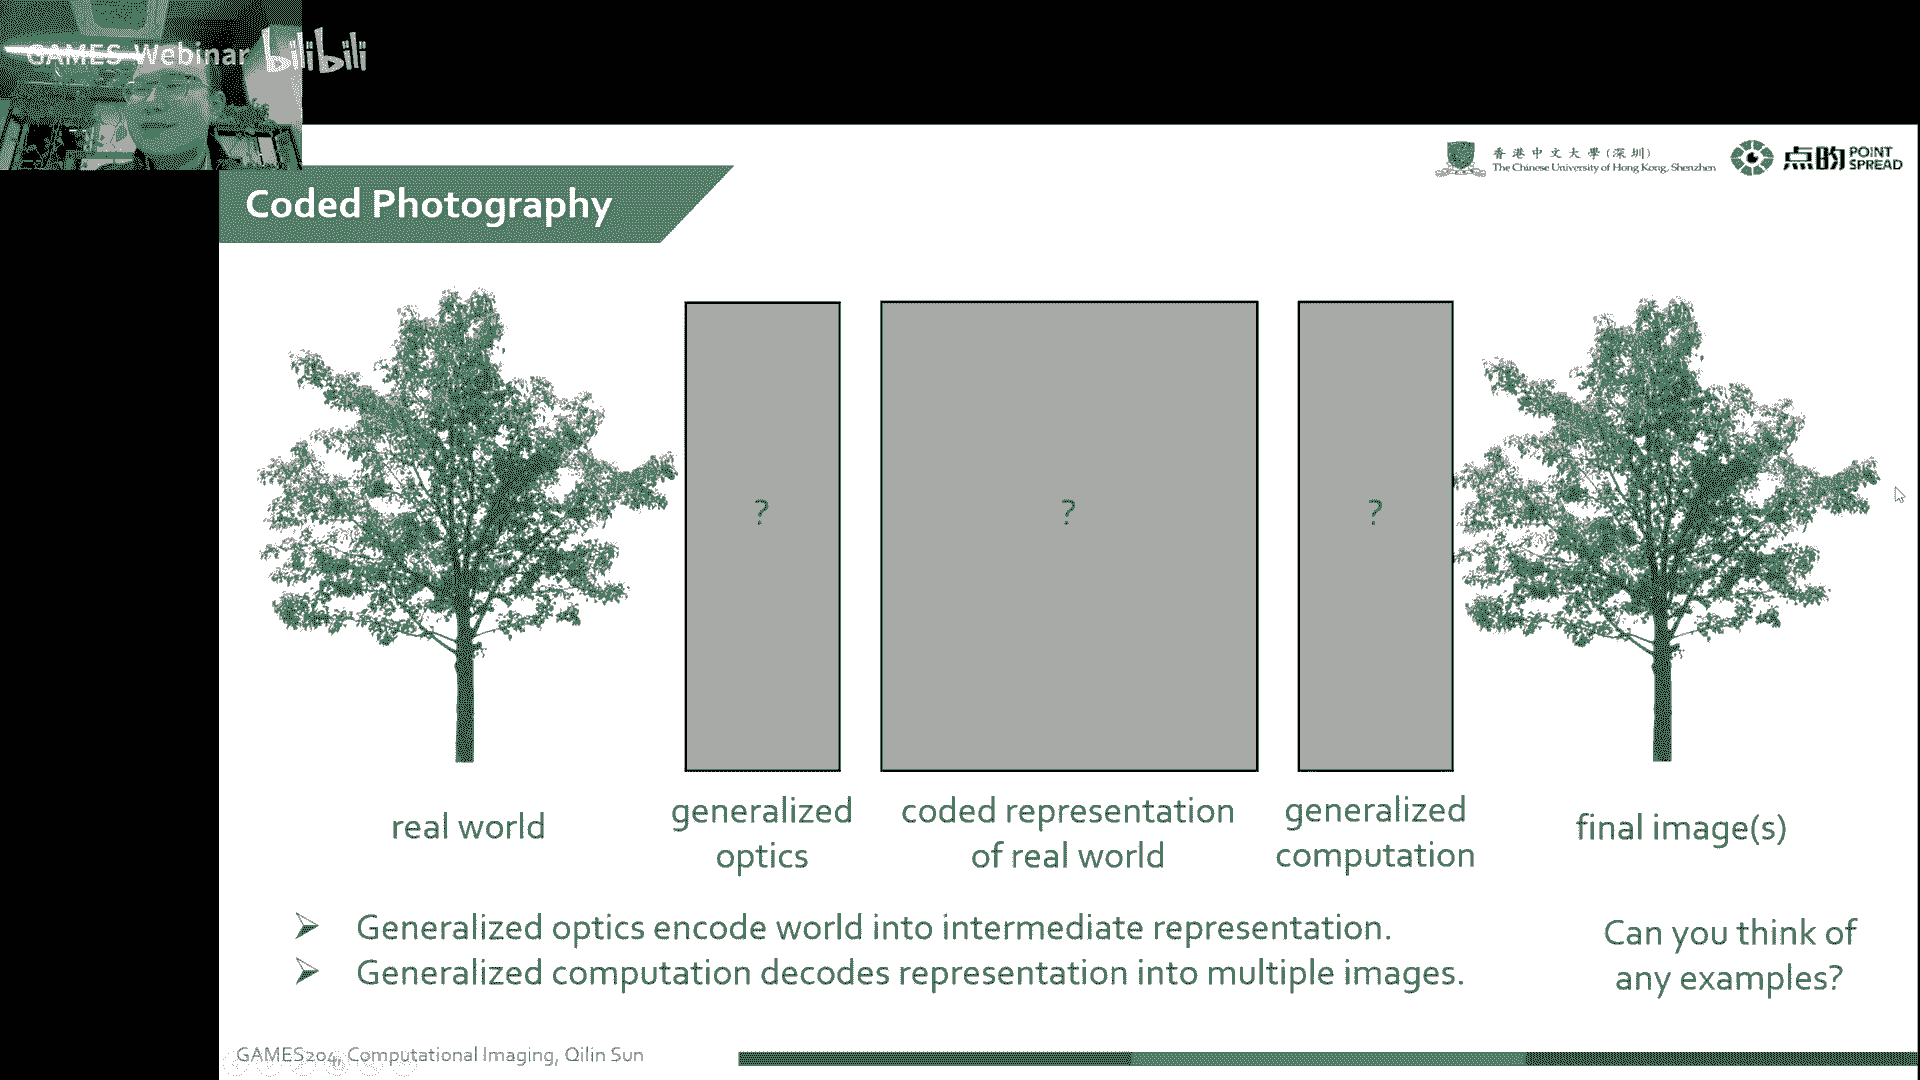 GAMES Webinar bilibili
香港中文大學(深圳)
The Chinese University of Hong Kong, Shenzhen
点昀 POINT
SPREAD
Coded Photography
?
?
?
real world
generalized
optics
coded representation
of real world
generalized
computation
final image(s)
➢ Generalized optics encode world into intermediate representation.
➢ Generalized computation decodes representation into multiple images.
Can you think of
any examples?
GAMES204, Computational Imaging, Qilin Sun